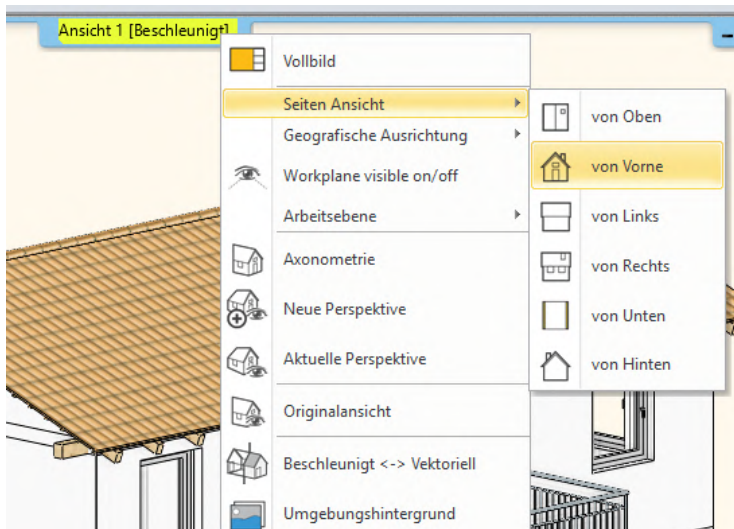 Ansicht 1 [Beschleunigt]
Vollbild
Seiten Ansicht
Geografische Ausrichtung
Workplane visible on/off
Arbeitsebene
Axonometrie
Neue Perspektive
Aktuelle Perspektive
Originalansicht
Beschleunigt <-> Vektoriell
Umgebungshintergrund
von Oben
von Vorne
von Links
von Rechts
von Unten
von Hinten